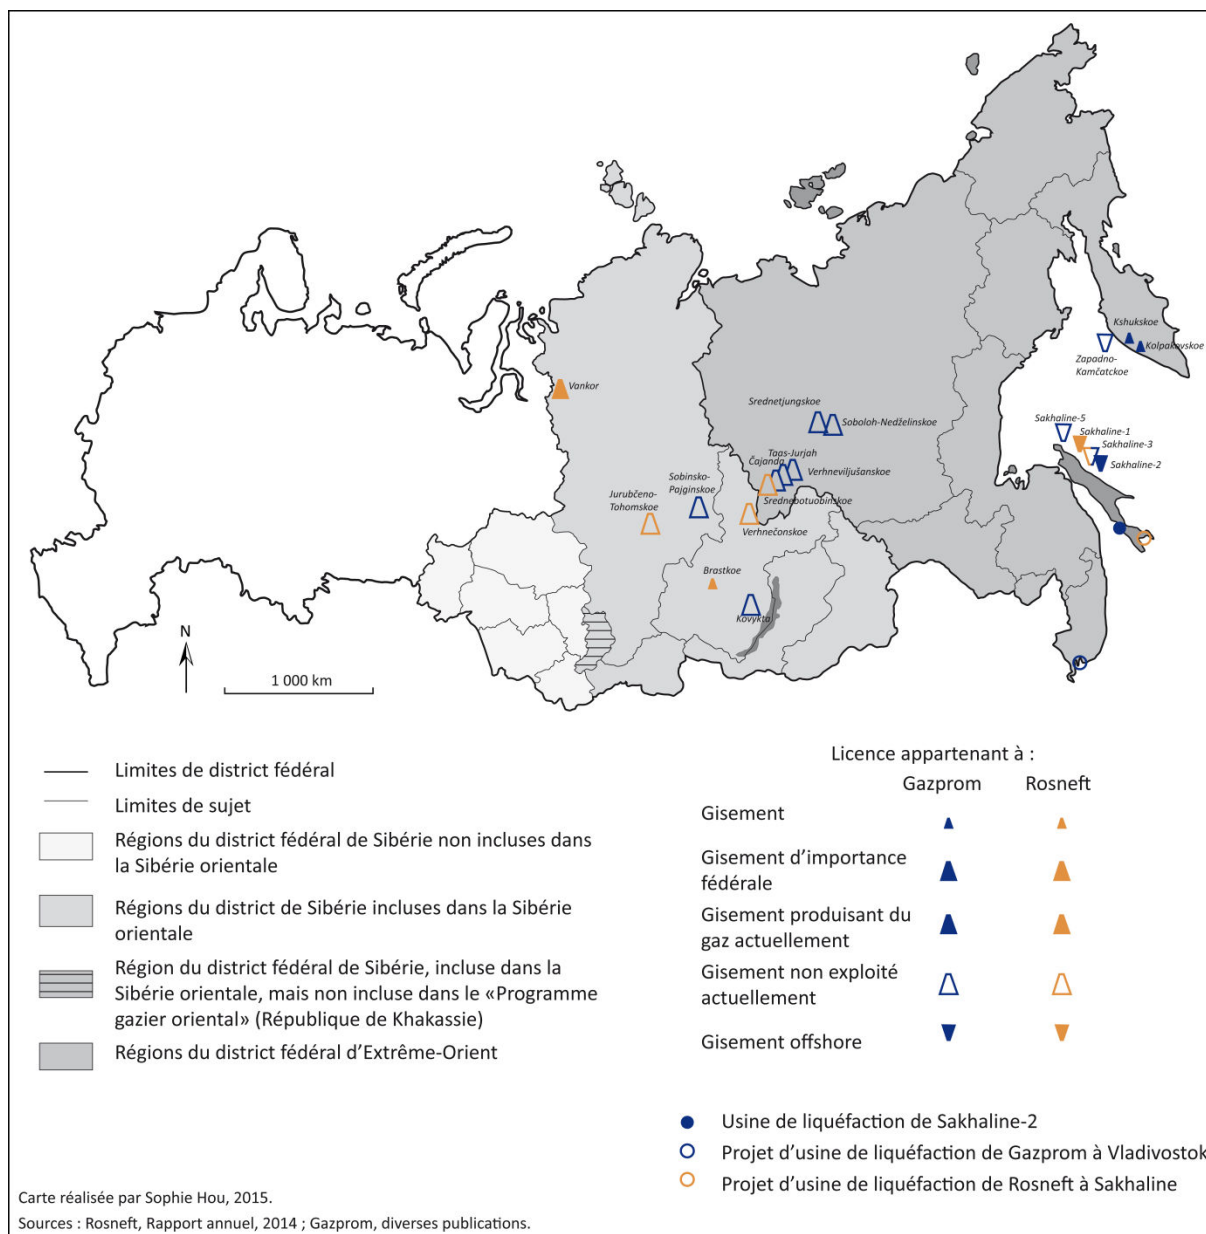 Kshukskoe
Kolpakovskoe
Zapadno-
Kamčatckoe
Vankor
Srednetjungskoe
Soboloh-Nedželinskoe
Sakhaline-5
Sakhaline-1
Sakhaline-3
Sakhaline-2
Taas-Jurjah
Čajanda
Verhneviljušanskoe
Sobinsko-
Pajginskoe
Srednebotuobinskoe
Jurubčeno-
Tohomskoe
Verhnečonskoe
Brastkoe
Kovykta
N
1 000 km
Limites de district fédéral
Limites de sujet
Régions du district fédéral de Sibérie non incluses dans
la Sibérie orientale
Régions du district de Sibérie incluses dans la Sibérie
orientale
Région du district fédéral de Sibérie, incluse dans la
Sibérie orientale, mais non incluse dans le «Programme
gazier oriental» (République de Khakassie)
Régions du district fédéral d’Extrême-Orient
Licence appartenant à :
Gazprom Rosneft
Gisement
Gisement d’importance
fédérale
Gisement produisant du
gaz actuellement
Gisement non exploité
actuellement
Gisement offshore
Usine de liquéfaction de Sakhaline-2
Projet d’usine de liquéfaction de Gazprom à Vladivostok
Projet d’usine de liquéfaction de Rosneft à Sakhaline
Carte réalisée par Sophie Hou, 2015.
Sources : Rosneft, Rapport annuel, 2014 ; Gazprom, diverses publications.